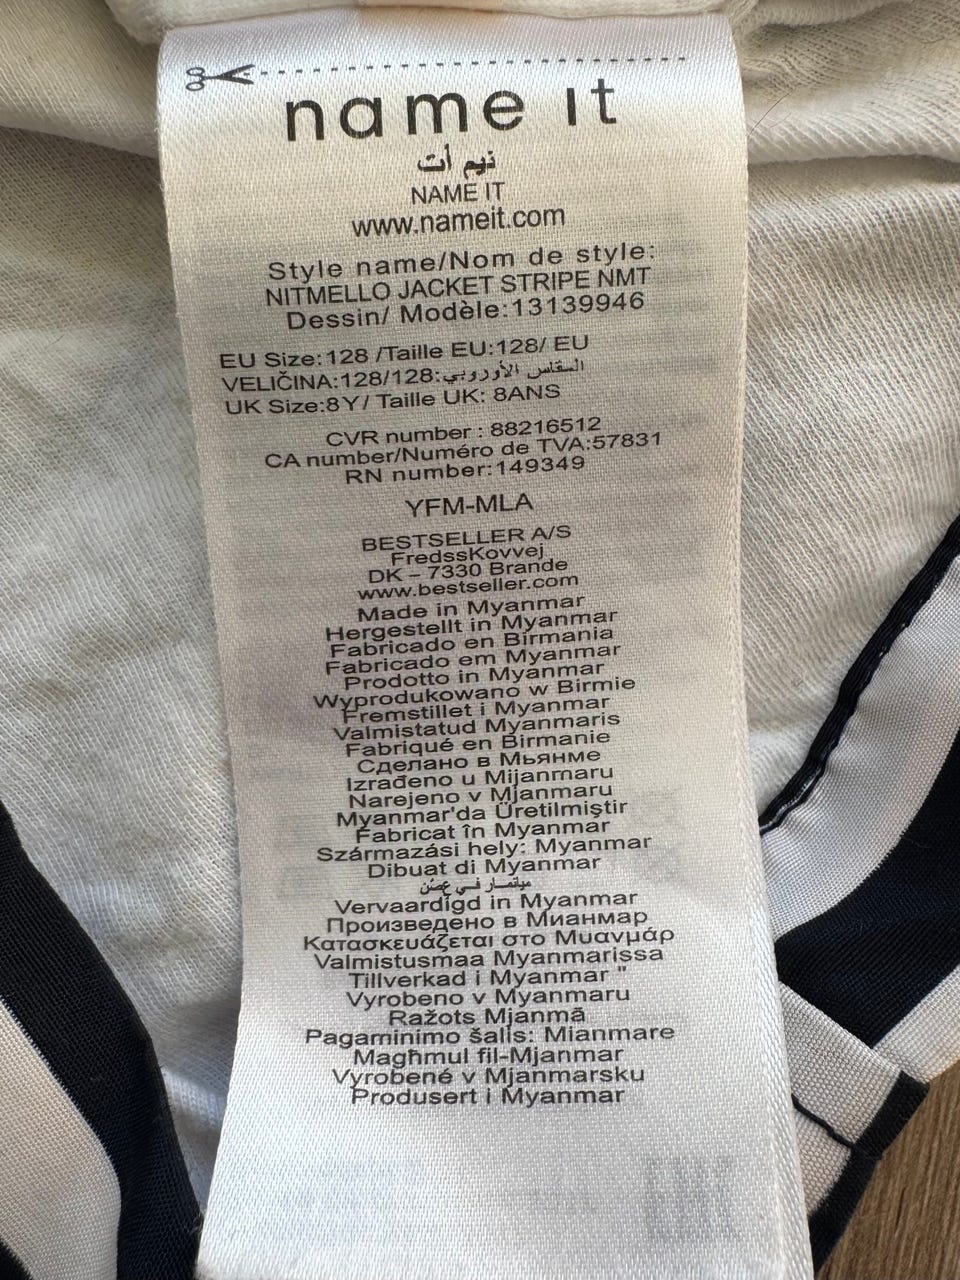 name it
نيم أت
NAME IT
www.nameit.com
Style name/Nom de style:
NITMELLO JACKET STRIPE NMT
Dessin/ Modèle:13139946
EU Size:128 /Taille EU:128/ EU
VELIČINA:128/128:السقاس الأوروبي
UK Size:8Y/ Taille UK: 8ANS
CVR number : 88216512
CA number/Numéro de TVA:57831
RN number:149349
YFM-MLA
BESTSELLER A/S
FredssKovvej
DK – 7330 Brande
www.bestseller.com
Made in Myanmar
Hergestellt in Myanmar
Fabricado en Birmania
Fabricado em Myanmar
Prodotto in Myanmar
Wyprodukowano w Birmie
Fremstillet i Myanmar
Valmistatud Myanmaris
Fabriqué en Birmanie
Сделано в Мьянме
Izrađeno u Mijanmaru
Narejeno v Mjanmaru
Myanmar'da Üretilmiştir
Fabricat în Myanmar
Származási hely: Myanmar
Dibuat di Myanmar
ميانمار في عصُن
Vervaardigd in Myanmar
Произведено в Мианмар
Κατασκευάζεται στο Μυανμάρ
Valmistusmaa Myanmarissa
Tillverkad i Myanmar "
Vyrobeno v Myanmaru
Ražots Mjanmā
Pagaminimo šalis: Mianmare
Magħmul fil-Mjanmar
Vyrobené v Mjanmarsku
Produsert i Myanmar